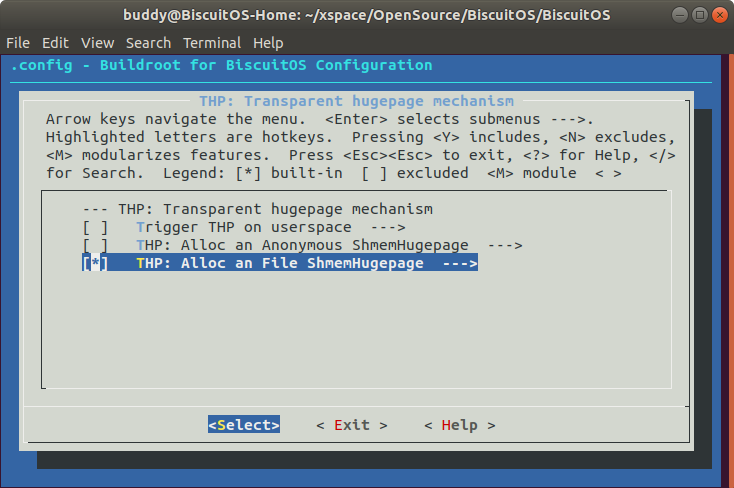 buddy@BiscuitOS-Home: ~/xspace/OpenSource/BiscuitOS/BiscuitOS
File Edit View Search Terminal Help
.config - Buildroot for BiscuitOS Configuration
THP: Transparent hugepage mechanism
Arrow keys navigate the menu. <Enter> selects submenus --->.
Highlighted letters are hotkeys. Pressing <Y> includes, <N> excludes,
<M> modularizes features. Press <Esc><Esc> to exit, <?> for Help, </>
for Search. Legend: [*] built-in [ ] excluded <M> module < >
--- THP: Transparent hugepage mechanism
[ ] Trigger THP on userspace --->
[ ] THP: Alloc an Anonymous ShmemHugepage --->
[*] THP: Alloc an File ShmemHugepage --->
<Select> < Exit > < Help >